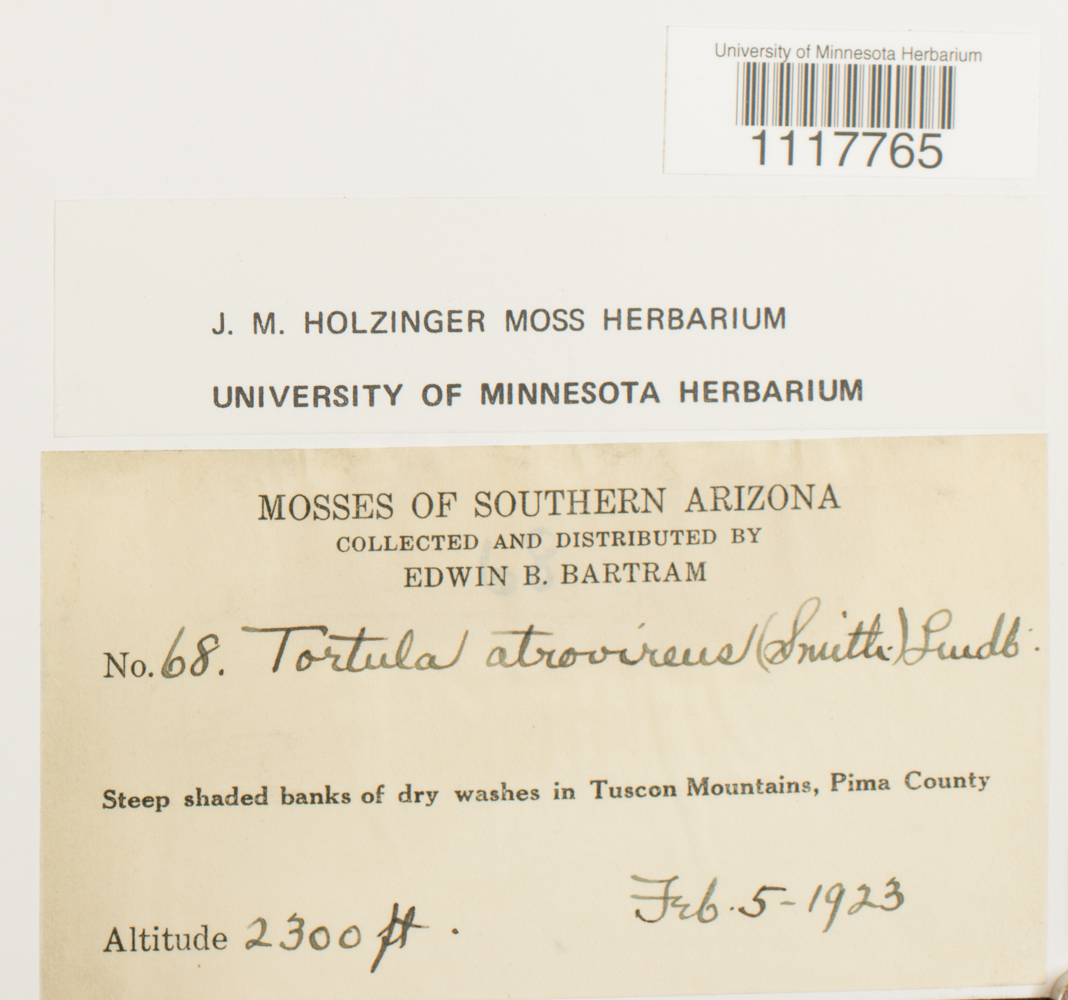 University of Minnesota Herbarium
1117765
J. M. HOLZINGER MOSS HERBARIUM
UNIVERSITY OF MINNESOTA HERBARIUM
MOSSES OF SOUTHERN ARIZONA
COLLECTED AND DISTRIBUTED BY
EDWIN B. BARTRAM
No. 68. Tortula atrovirens (Smith.) Lindb.
Steep shaded banks of dry washes in Tuscon Mountains, Pima County
Feb. 5-1923
Altitude 2300 ft.